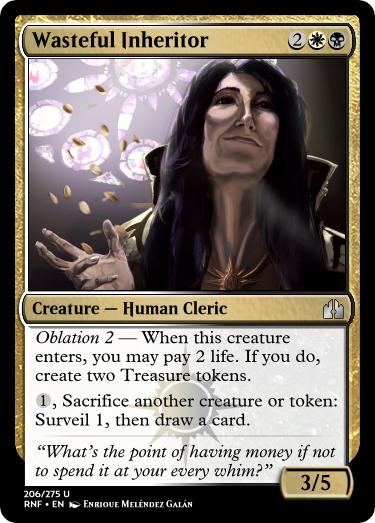 Wasteful Inheritor 2
Creature — Human Cleric
Oblation 2 — When this creature
enters, you may pay 2 life. If you do,
create two Treasure tokens.
1, Sacrifice another creature or token:
Surveil 1, then draw a card.
“What's the point of having money if not
to spend it at your every whim?”
3/5
206/275 U
RNF • EN Enrique Meléndez Galán